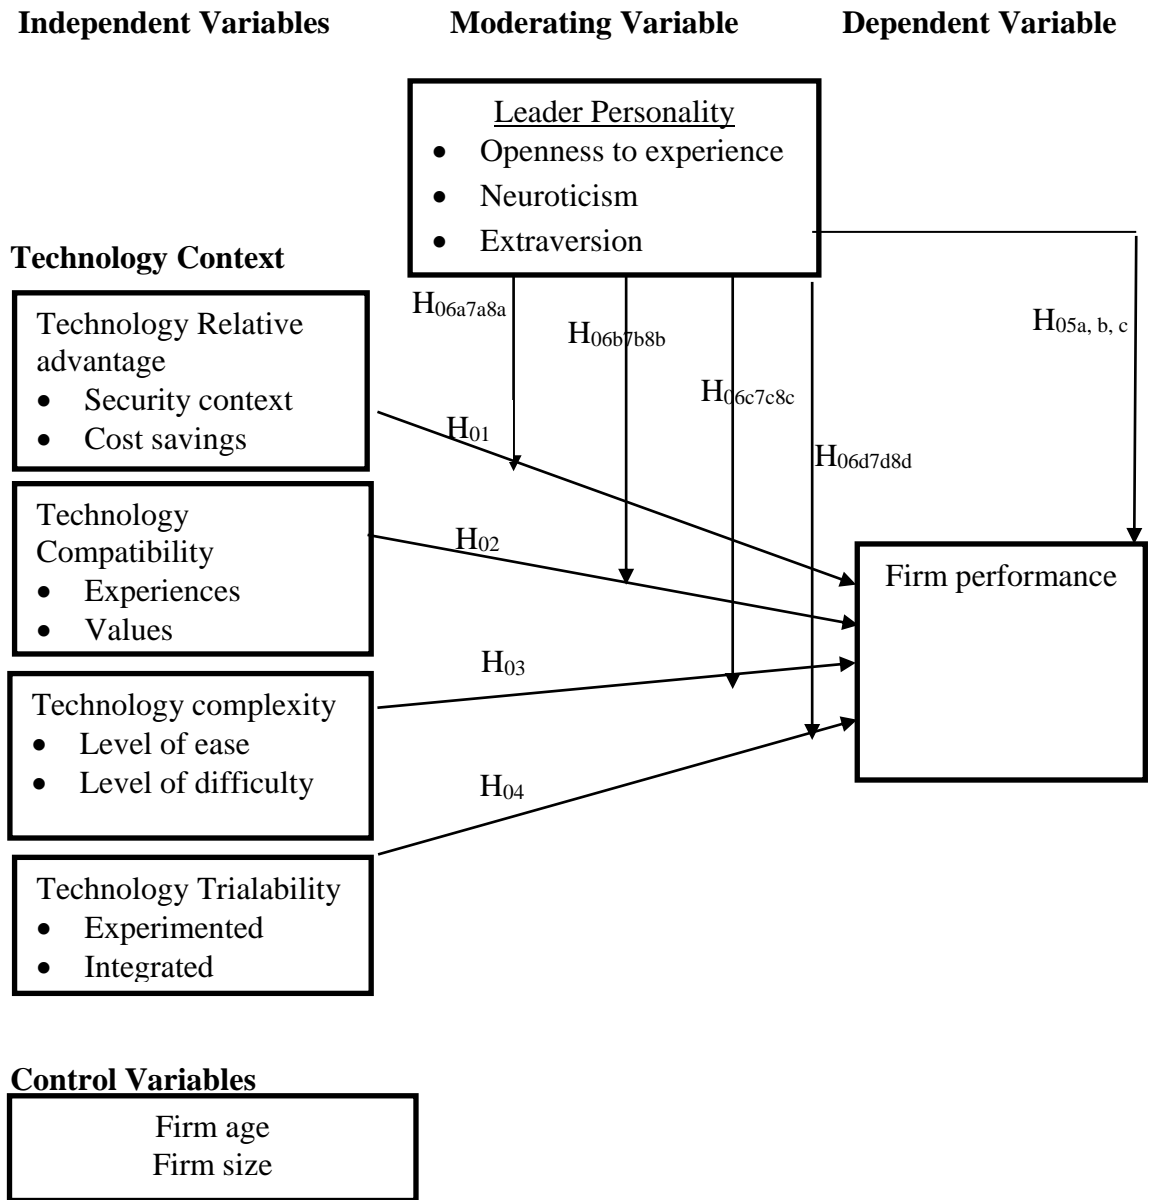 Independent Variables
Moderating Variable
Dependent Variable
Leader Personality
• Openness to experience
• Neuroticism
• Extraversion
Technology Context
Technology Relative
advantage
• Security context
• Cost savings
H06a7a8a
H06b7b8b
H06c7c8c
H06d7d8d
H05a, b, c
H01
Technology
Compatibility
• Experiences
• Values
H02
Firm performance
Technology complexity
• Level of ease
• Level of difficulty
H03
H04
Technology Trialability
• Experimented
• Integrated
Control Variables
Firm age
Firm size